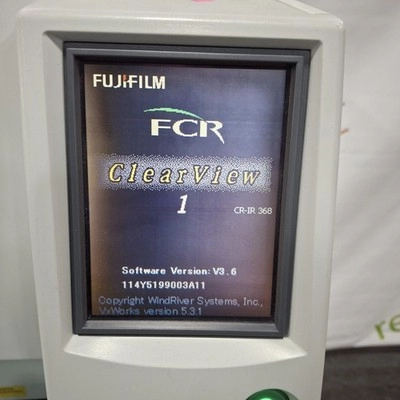 FUJIFILM
FCR
ClearView
1
CR-IR 368
Software Version: V3.6
114Y5199003A11
Copyright WindRiver Systems, Inc.,
VxWorks version 5.3.1
re